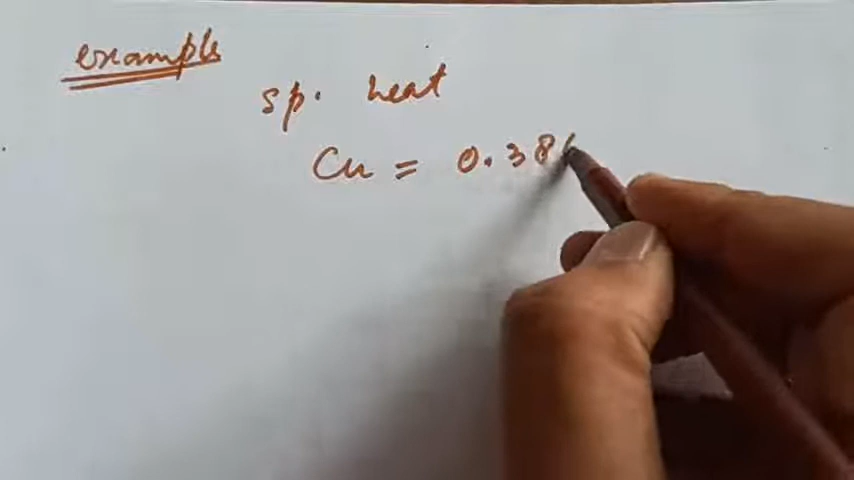 example
sp. heat
Cu = 0.38